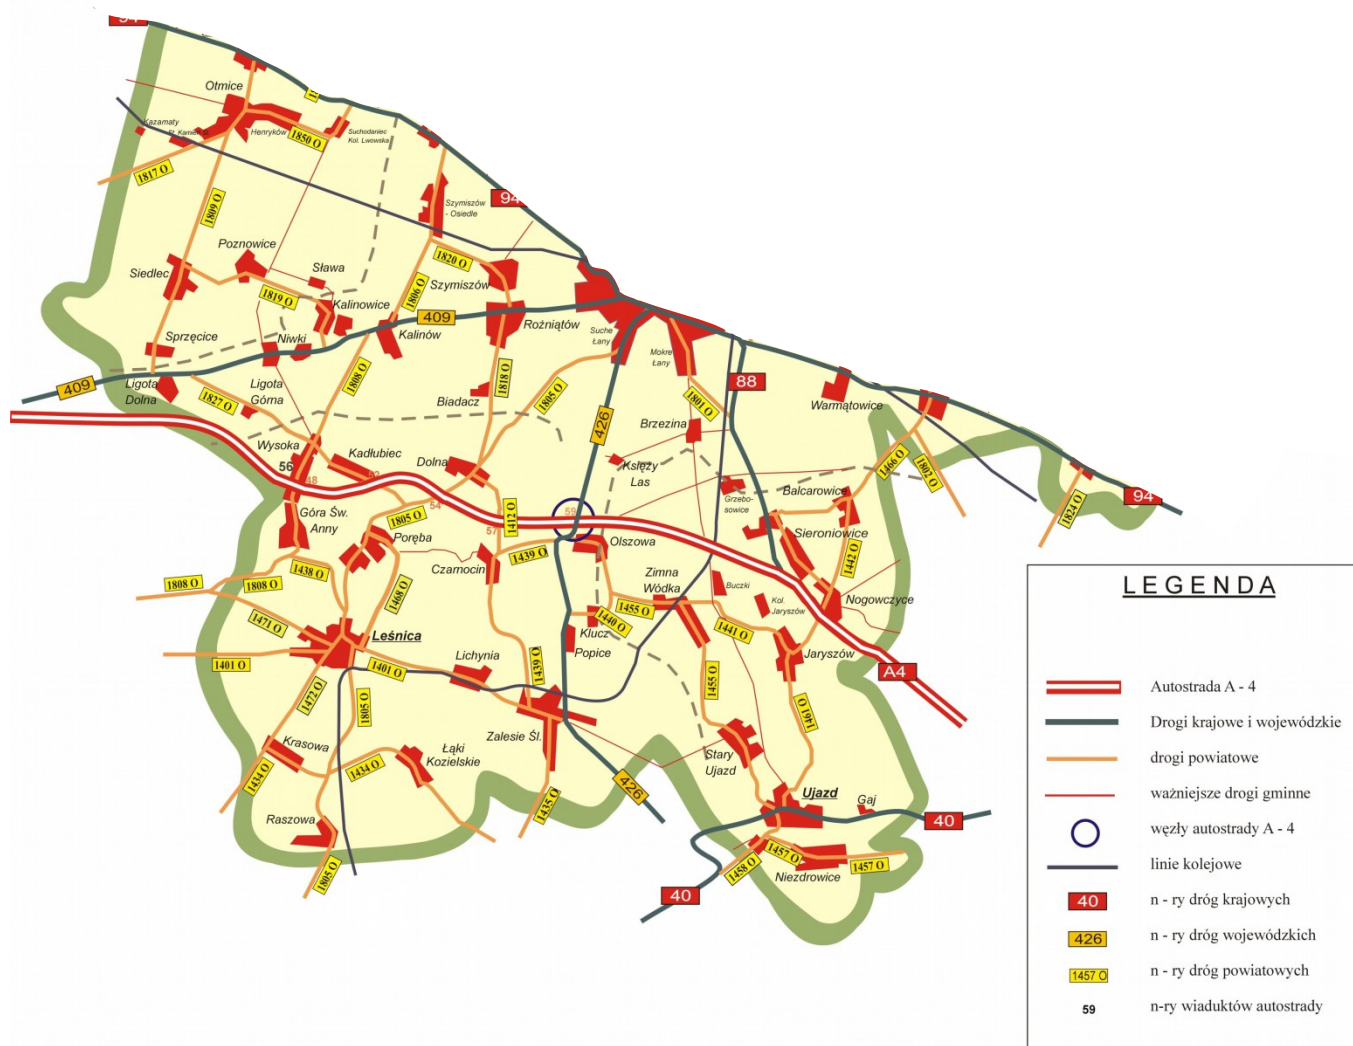 94
Otmice
Kazamaty
Henryków
1850 O
Suchodaniec
Kol. Lwowska
1817 O
1809 O
Szymiszów
- Osiedle
94
Poznowice
Siedlec
Sława
1820 O
Szymiszów
1819 O
Kalinowice
1806 O
409
Rożniątów
Kalinów
Sprzęcice
Niwki
Suche
Łany
Mokre
Łany
88
409
Ligota
Dolna
1827 O
Ligota
Górna
1808 O
Biadacz
1818 O
1805 O
1801 O
Warmątowice
426
Brzezina
Wysoka
56
48
Kadłubiec
52
Dolna
Księży
Las
1466 O
1802 O
Grzebo-
sowice
Balcarowice
94
1824 O
Góra Św.
Anny
54
1805 O
1412 O
57
59
Poręba
Sieroniowice
1442 O
Olszowa
1439 O
Czarnocin
1438 O
1808 O
1808 O
1468 O
Zimna
Wódka
Buczki
Kol.
Jaryszów
Nogowczyce
1455 O
1440 O
1471 O
Leśnica
Klucz
Popice
1441 O
Jaryszów
1401 O
1401 O
Lichynia
1439 O
1455 O
A4
1472 O
1805 O
1461 O
Zalesie Śl.
Krasowa
Łąki
Kozielskie
Stary
Ujazd
1434 O
1434 O
426
1435 O
Ujazd
Gaj
40
Raszowa
1805 O
1457 O
1458 O
1457 O
Niezdrowice
40
LEGENDA
Autostrada A - 4
Drogi krajowe i wojewódzkie
drogi powiatowe
ważniejsze drogi gminne
węzły autostrady A - 4
linie kolejowe
40 n - ry dróg krajowych
426 n - ry dróg wojewódzkich
1457 O n - ry dróg powiatowych
59 n-ry wiaduktów autostrady